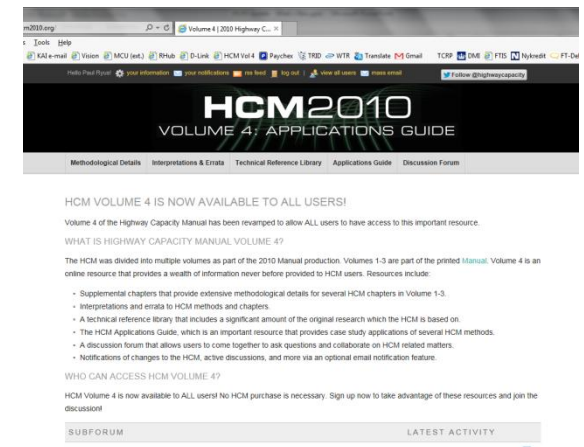 m2010.org/
Volume 4 | 2010 Highway C... ×
Tools Help
KAI e-mail Vision MCU (ext.) RHub D-Link HCM Vol 4 Paychex TRID WTR Translate Gmail TCRP DMI FTIS Nykredit FT-Del
Hello Paul Ryus! your information your notifications rss feed log out | view all users mass email Follow @highwaycapacity
HCM2010
VOLUME 4: APPLICATIONS GUIDE
Methodological Details Interpretations & Errata Technical Reference Library Applications Guide Discussion Forum
HCM VOLUME 4 IS NOW AVAILABLE TO ALL USERS!
Volume 4 of the Highway Capacity Manual has been revamped to allow ALL users to have access to this important resource.
WHAT IS HIGHWAY CAPACITY MANUAL VOLUME 4?
The HCM was divided into multiple volumes as part of the 2010 Manual production. Volumes 1-3 are part of the printed Manual. Volume 4 is an
online resource that provides a wealth of information never before provided to HCM users. Resources include:
- Supplemental chapters that provide extensive methodological details for several HCM chapters in Volume 1-3.
- Interpretations and errata to HCM methods and chapters.
- A technical reference library that includes a significant amount of the original research which the HCM is based on.
- The HCM Applications Guide, which is an important resource that provides case study applications of several HCM methods.
- A discussion forum that allows users to come together to ask questions and collaborate on HCM related matters.
- Notifications of changes to the HCM, active discussions, and more via an optional email notification feature.
WHO CAN ACCESS HCM VOLUME 4?
HCM Volume 4 is now available to ALL users! No HCM purchase is necessary. Sign up now to take advantage of these resources and join the
discussion!
SUBFORUM LATEST ACTIVITY